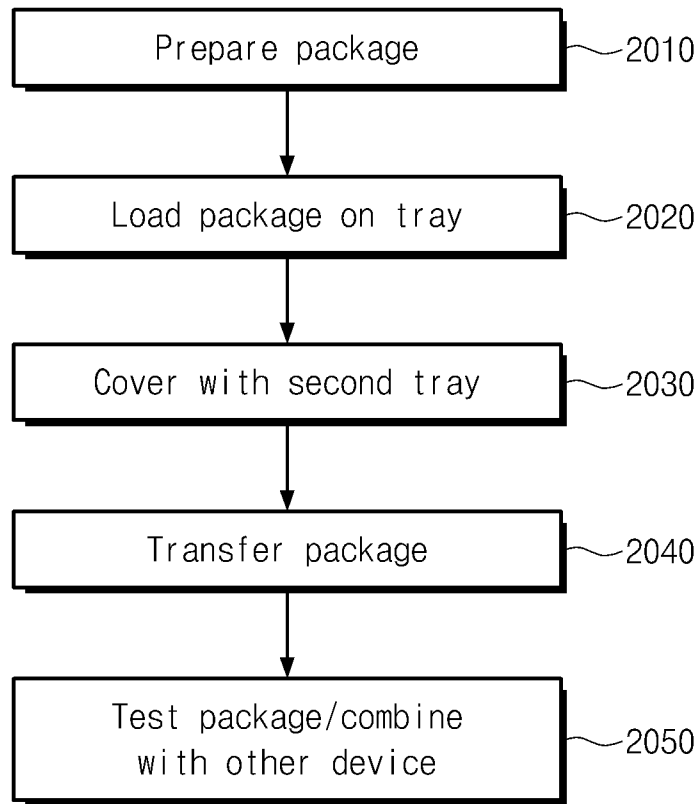 Prepare package
2010
Load package on tray
2020
Cover with second tray
2030
Transfer package
2040
Test package/combine
with other device
2050